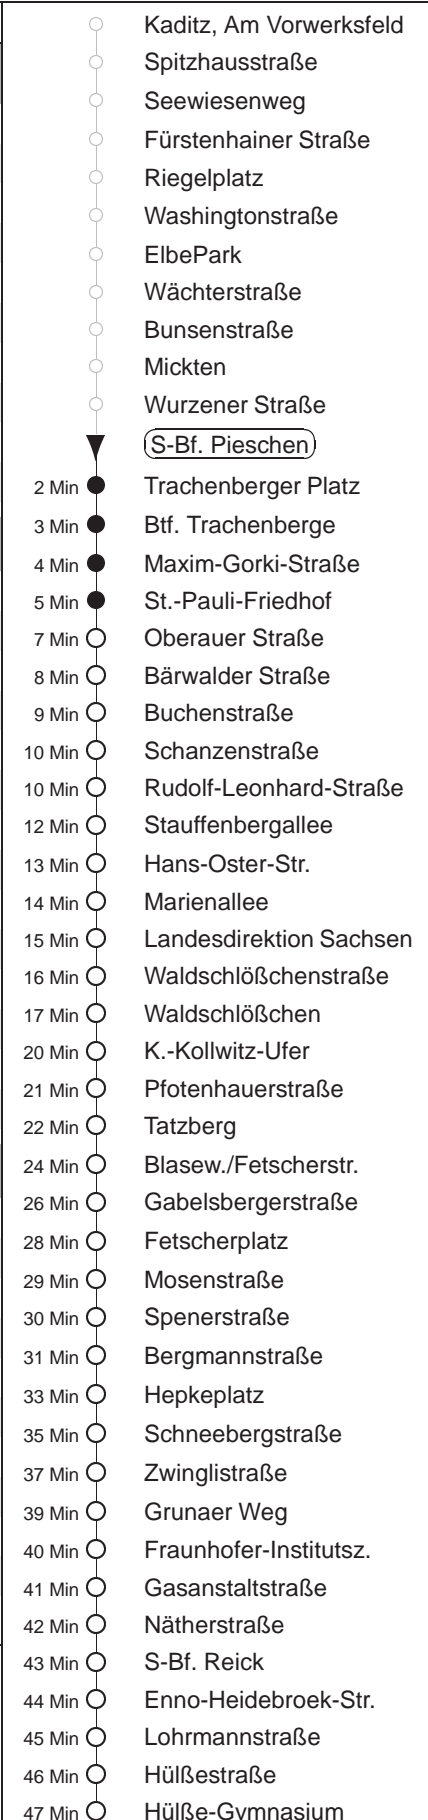 Kaditz, Am Vorwerksfeld
Spitzhausstraße
Seewiesenweg
Fürstenhainer Straße
Riegelplatz
Washingtonstraße
ElbePark
Wächterstraße
Bunsenstraße
Mickten
Wurzener Straße
S-Bf. Pieschen
2 Min Trachenberger Platz
3 Min Btf. Trachenberge
4 Min Maxim-Gorki-Straße
5 Min St.-Pauli-Friedhof
7 Min Oberauer Straße
8 Min Bärwalder Straße
9 Min Buchenstraße
10 Min Schanzenstraße
10 Min Rudolf-Leonhard-Straße
12 Min Stauffenbergallee
13 Min Hans-Oster-Str.
14 Min Marienallee
15 Min Landesdirektion Sachsen
16 Min Waldschlößchenstraße
17 Min Waldschlößchen
20 Min K.-Kollwitz-Ufer
21 Min Pfotenhauerstraße
22 Min Tatzberg
24 Min Blasew./Fetscherstr.
26 Min Gabelsbergerstraße
28 Min Fetscherplatz
29 Min Mosenstraße
30 Min Spenerstraße
31 Min Bergmannstraße
33 Min Hepkeplatz
35 Min Schneebergstraße
37 Min Zwinglistraße
39 Min Grunaer Weg
40 Min Fraunhofer-Institutsz.
41 Min Gasanstaltstraße
42 Min Nätherstraße
43 Min S-Bf. Reick
44 Min Enno-Heidebroek-Str.
45 Min Lohrmannstraße
46 Min Hülßestraße
47 Min Hülße-Gymnasium